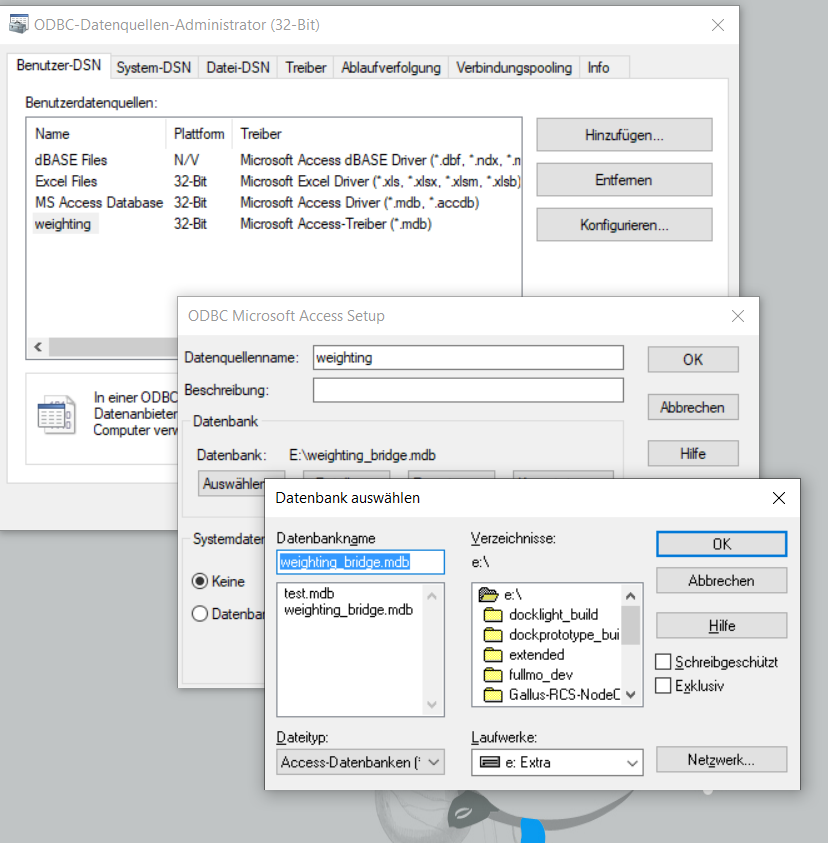 ODBC-Datenquellen-Administrator (32-Bit)
Benutzer-DSN System-DSN Datei-DSN Treiber Ablaufverfolgung Verbindungspooling Info
Benutzerdatenquellen:
Name Plattform Treiber
dBASE Files N/V Microsoft Access dBASE Driver (*.dbf, *.ndx, *.m
Excel Files 32-Bit Microsoft Excel Driver (*.xls, *.xlsx, *.xlsm, *.xlsb)
MS Access Database 32-Bit Microsoft Access Driver (*.mdb, *.accdb)
weighting 32-Bit Microsoft Access-Treiber (*.mdb)
Hinzufügen...
Entfernen
Konfigurieren...
In einer ODBC
Datenanbieter
Computer verw
ODBC Microsoft Access Setup
Datenquellenname: weighting
Beschreibung:
OK
Abbrechen
Hilfe
Datenbank
Datenbank: E:\weighting_bridge.mdb
Auswählen
Systemdaten
Keine
Datenban
Datenbank auswählen
Datenbankname
weighting_bridge.mdb
test.mdb
weighting_bridge.mdb
Verzeichnisse:
e:\
e:\
docklight_build
dockprototype_bui
extended
fullmo_dev
Gallus-RCS-NodeC
OK
Abbrechen
Hilfe
Schreibgeschützt
Exklusiv
Dateityp:
Access-Datenbanken (*
Laufwerke:
e: Extra
Netzwerk...